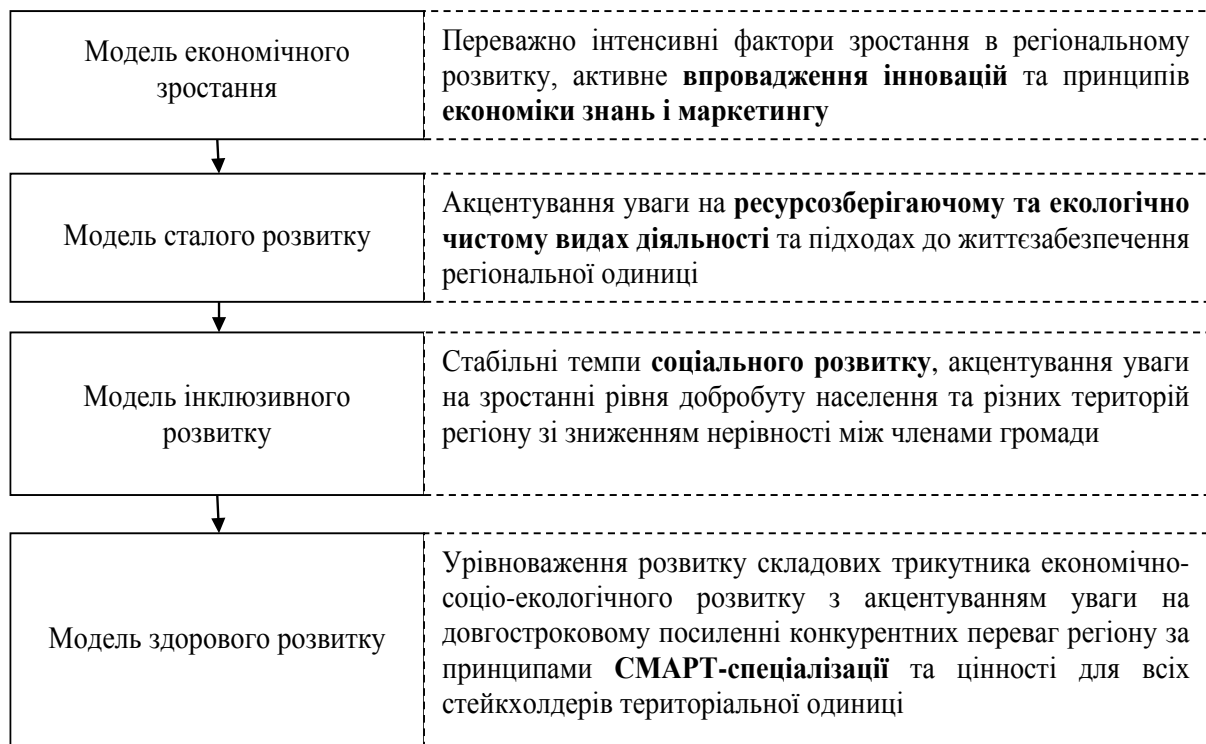 Модель економічного
зростання
Переважно інтенсивні фактори зростання в регіональному
розвитку, активне впровадження інновацій та принципів
економіки знань і маркетингу
Модель сталого розвитку
Акцентування уваги на ресурсозберігаючому та екологічно
чистому видах діяльності та підходах до життєзабезпечення
регіональної одиниці
Модель інклюзивного
розвитку
Стабільні темпи соціального розвитку, акцентування уваги
на зростанні рівня добробуту населення та різних територій
регіону зі зниженням нерівності між членами громади
Модель здорового розвитку
Урівноваження розвитку складових трикутника економічно-
соціо-екологічного розвитку з акцентуванням уваги на
довгостроковому посиленні конкурентних переваг регіону за
принципами СМАРТ-спеціалізації та цінності для всіх
стейкхолдерів територіальної одиниці